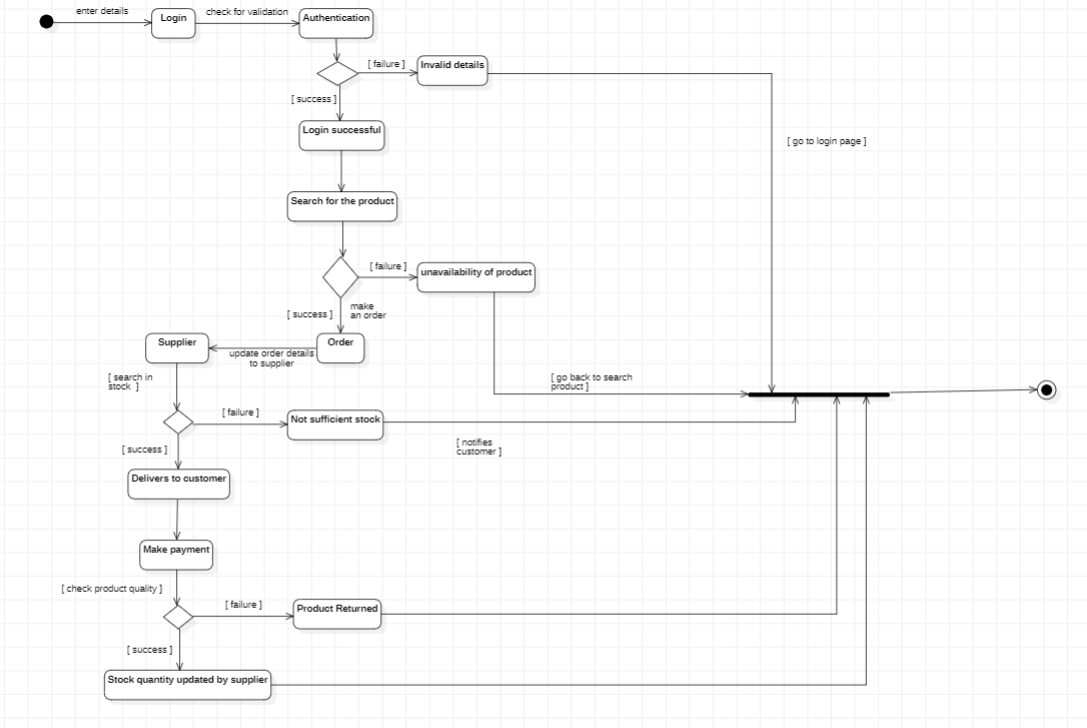 enter details
Login
check for validation
Authentication
[ failure ]
Invalid details
[ success ]
[ go to login page ]
Login successful
Search for the product
[ failure ]
unavailability of product
[ success ]
make
an order
Supplier
Order
update order details
to supplier
[ search in
stock  ]
[ go back to search
product ]
[ failure ]
Not sufficient stock
[ notifies
customer ]
[ success ]
Delivers to customer
Make payment
[ check product quality ]
[ failure ]
Product Returned
[ success ]
Stock quantity updated by supplier